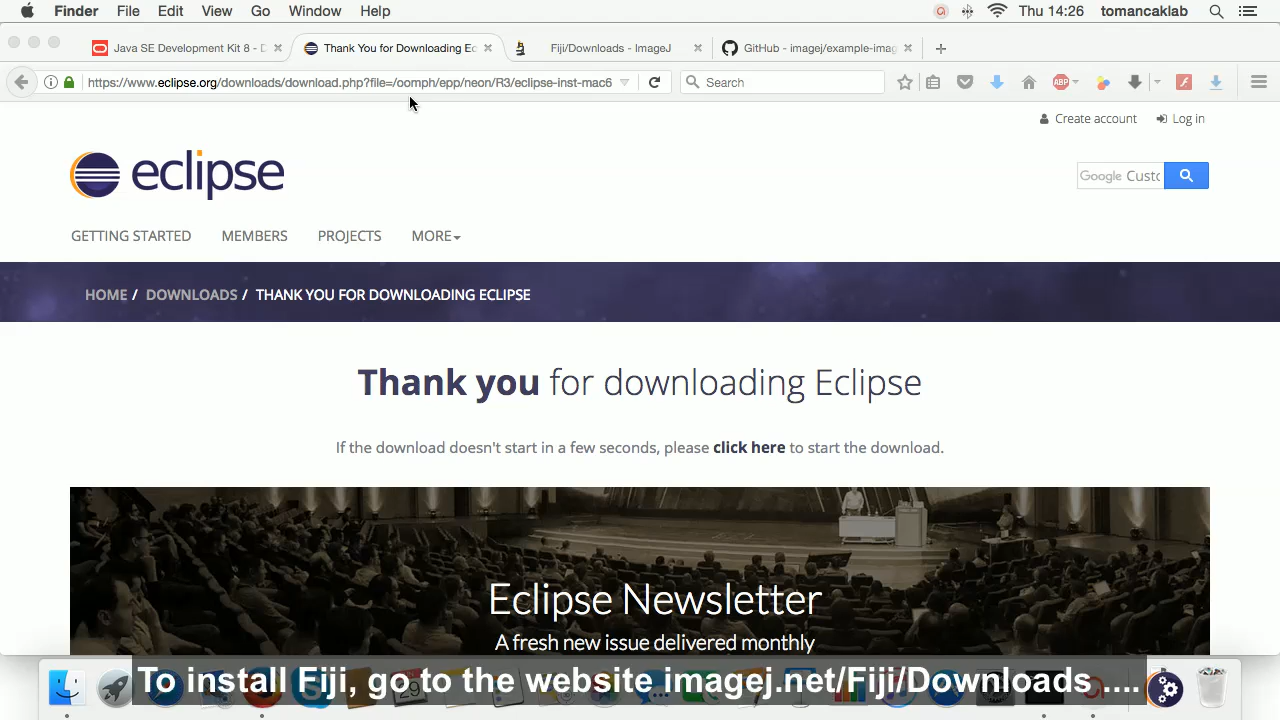 Finder File Edit View Go Window Help Thu 14:26 tomancaklab
Java SE Development Kit 8 - D Thank You for Downloading Ec Fiji/Downloads - ImageJ GitHub - imagej/example-imag
https://www.eclipse.org/downloads/download.php?file=/oomph/epp/neon/R3/eclipse-inst-mac6 Search
ABP
Create account Log in
eclipse
Google Custo
GETTING STARTED MEMBERS PROJECTS MORE
HOME / DOWNLOADS / THANK YOU FOR DOWNLOADING ECLIPSE
Thank you for downloading Eclipse
If the download doesn't start in a few seconds, please click here to start the download.
Eclipse Newsletter
A fresh new issue delivered monthly
To install Fiji, go to the website imagej.net/Fiji/Downloads ....